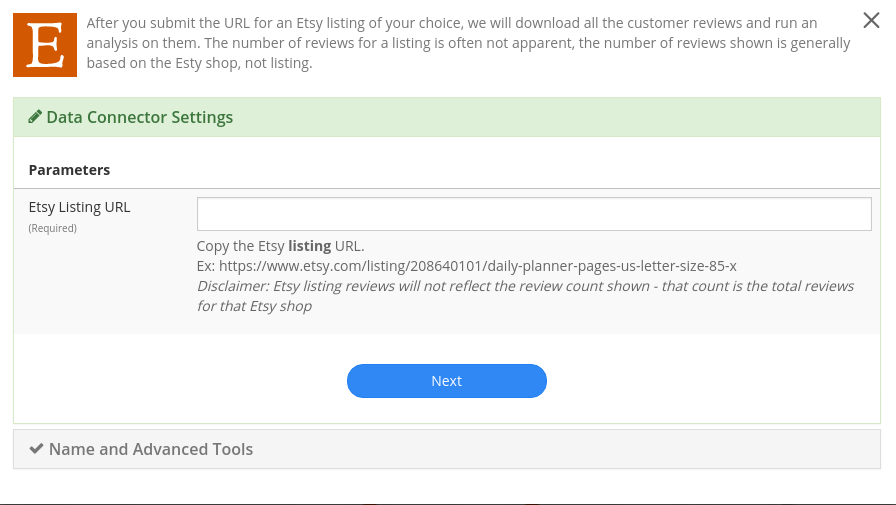 E
After you submit the URL for an Etsy listing of your choice, we will download all the customer reviews and run an
analysis on them. The number of reviews for a listing is often not apparent, the number of reviews shown is generally
based on the Esty shop, not listing.
Data Connector Settings
Parameters
Etsy Listing URL
(Required)
Copy the Etsy listing URL.
Ex: https://www.etsy.com/listing/208640101/daily-planner-pages-us-letter-size-85-x
Disclaimer: Etsy listing reviews will not reflect the review count shown - that count is the total reviews
for that Etsy shop
Next
Name and Advanced Tools